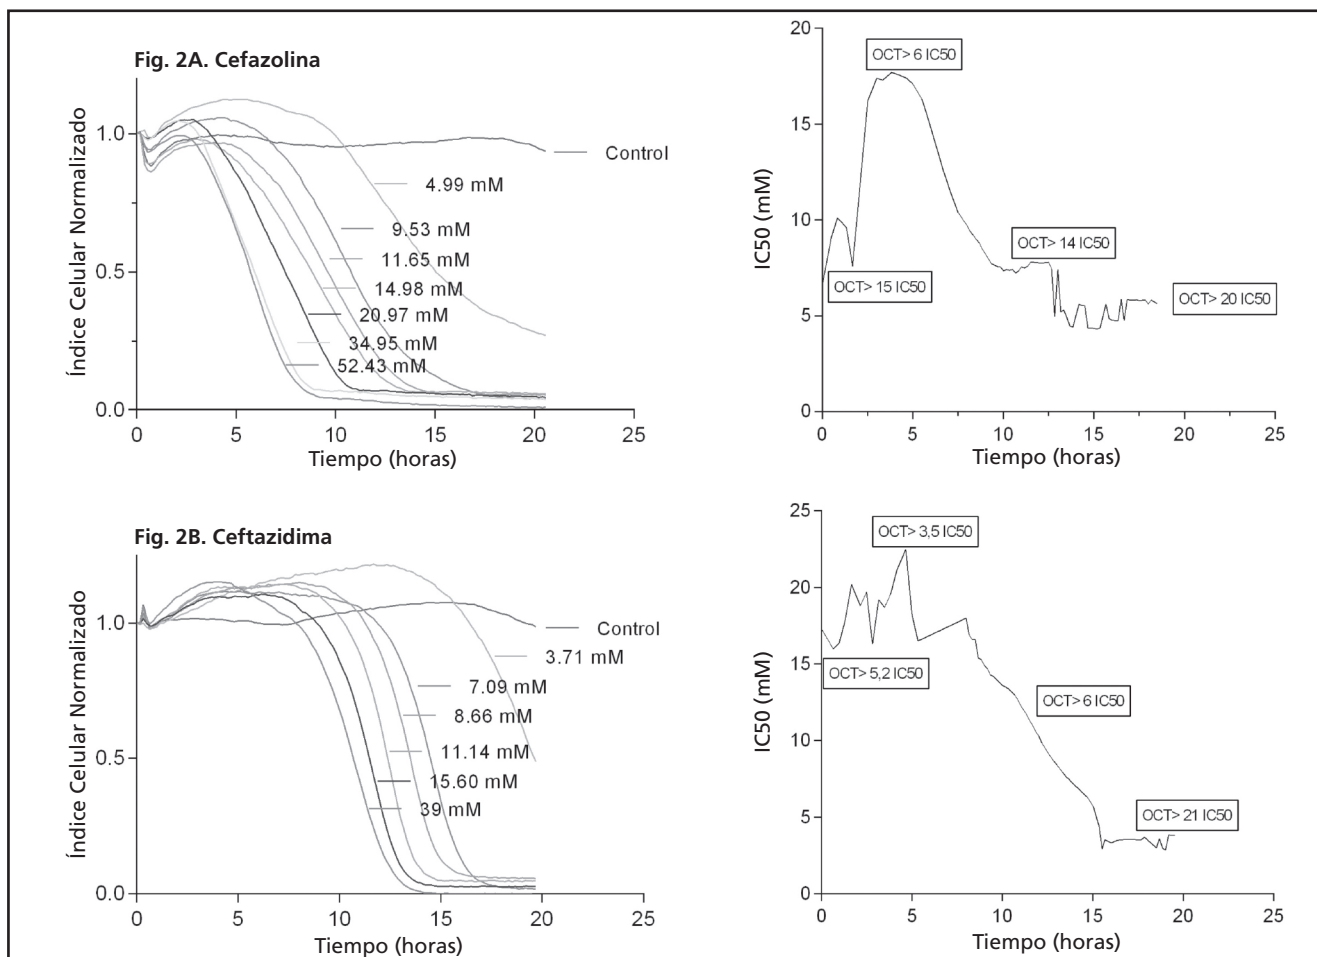 Fig. 2A. Cefazolina
Índice Celular Normalizado
1.0
0.5
0.0
0
5
10
15
20
25
Tiempo (horas)
Control
4.99 mM
9.53 mM
11.65 mM
14.98 mM
20.97 mM
34.95 mM
52.43 mM
IC50 (mM)
20
15
10
5
0
0
5
10
15
20
25
Tiempo (horas)
OCT> 6 IC50
OCT> 15 IC50
OCT> 14 IC50
OCT> 20 IC50
Fig. 2B. Ceftazidima
Índice Celular Normalizado
1.0
0.5
0.0
0
5
10
15
20
25
Tiempo (horas)
Control
3.71 mM
7.09 mM
8.66 mM
11.14 mM
15.60 mM
39 mM
IC50 (mM)
25
20
15
10
5
0
0
5
10
15
20
25
Tiempo (horas)
OCT> 3,5 IC50
OCT> 5,2 IC50
OCT> 6 IC50
OCT> 21 IC50